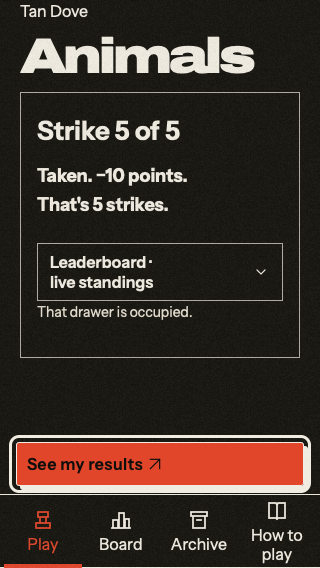 Tan Dove
Animals
Strike 5 of 5
Taken. −10 points.
That's 5 strikes.
Leaderboard ·
live standings
That drawer is occupied.
See my results ↗
Play
Board
Archive
How to
play